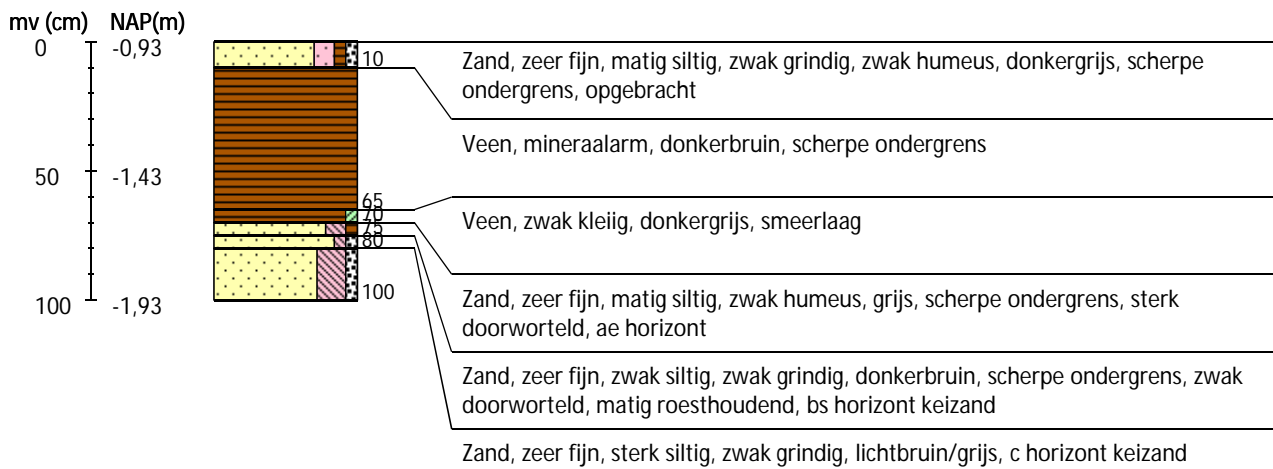 mv (cm) NAP(m)
0 -0,93
10
Zand, zeer fijn, matig siltig, zwak grindig, zwak humeus, donkergrijs, scherpe
ondergrens, opgebracht
Veen, mineraalarm, donkerbruin, scherpe ondergrens
50 -1,43
65
70
Veen, zwak kleiig, donkergrijs, smeerlaag
75
80
100
100 -1,93
Zand, zeer fijn, matig siltig, zwak humeus, grijs, scherpe ondergrens, sterk
doorworteld, ae horizont
Zand, zeer fijn, zwak siltig, zwak grindig, donkerbruin, scherpe ondergrens, zwak
doorworteld, matig roesthoudend, bs horizont keizand
Zand, zeer fijn, sterk siltig, zwak grindig, lichtbruin/grijs, c horizont keizand